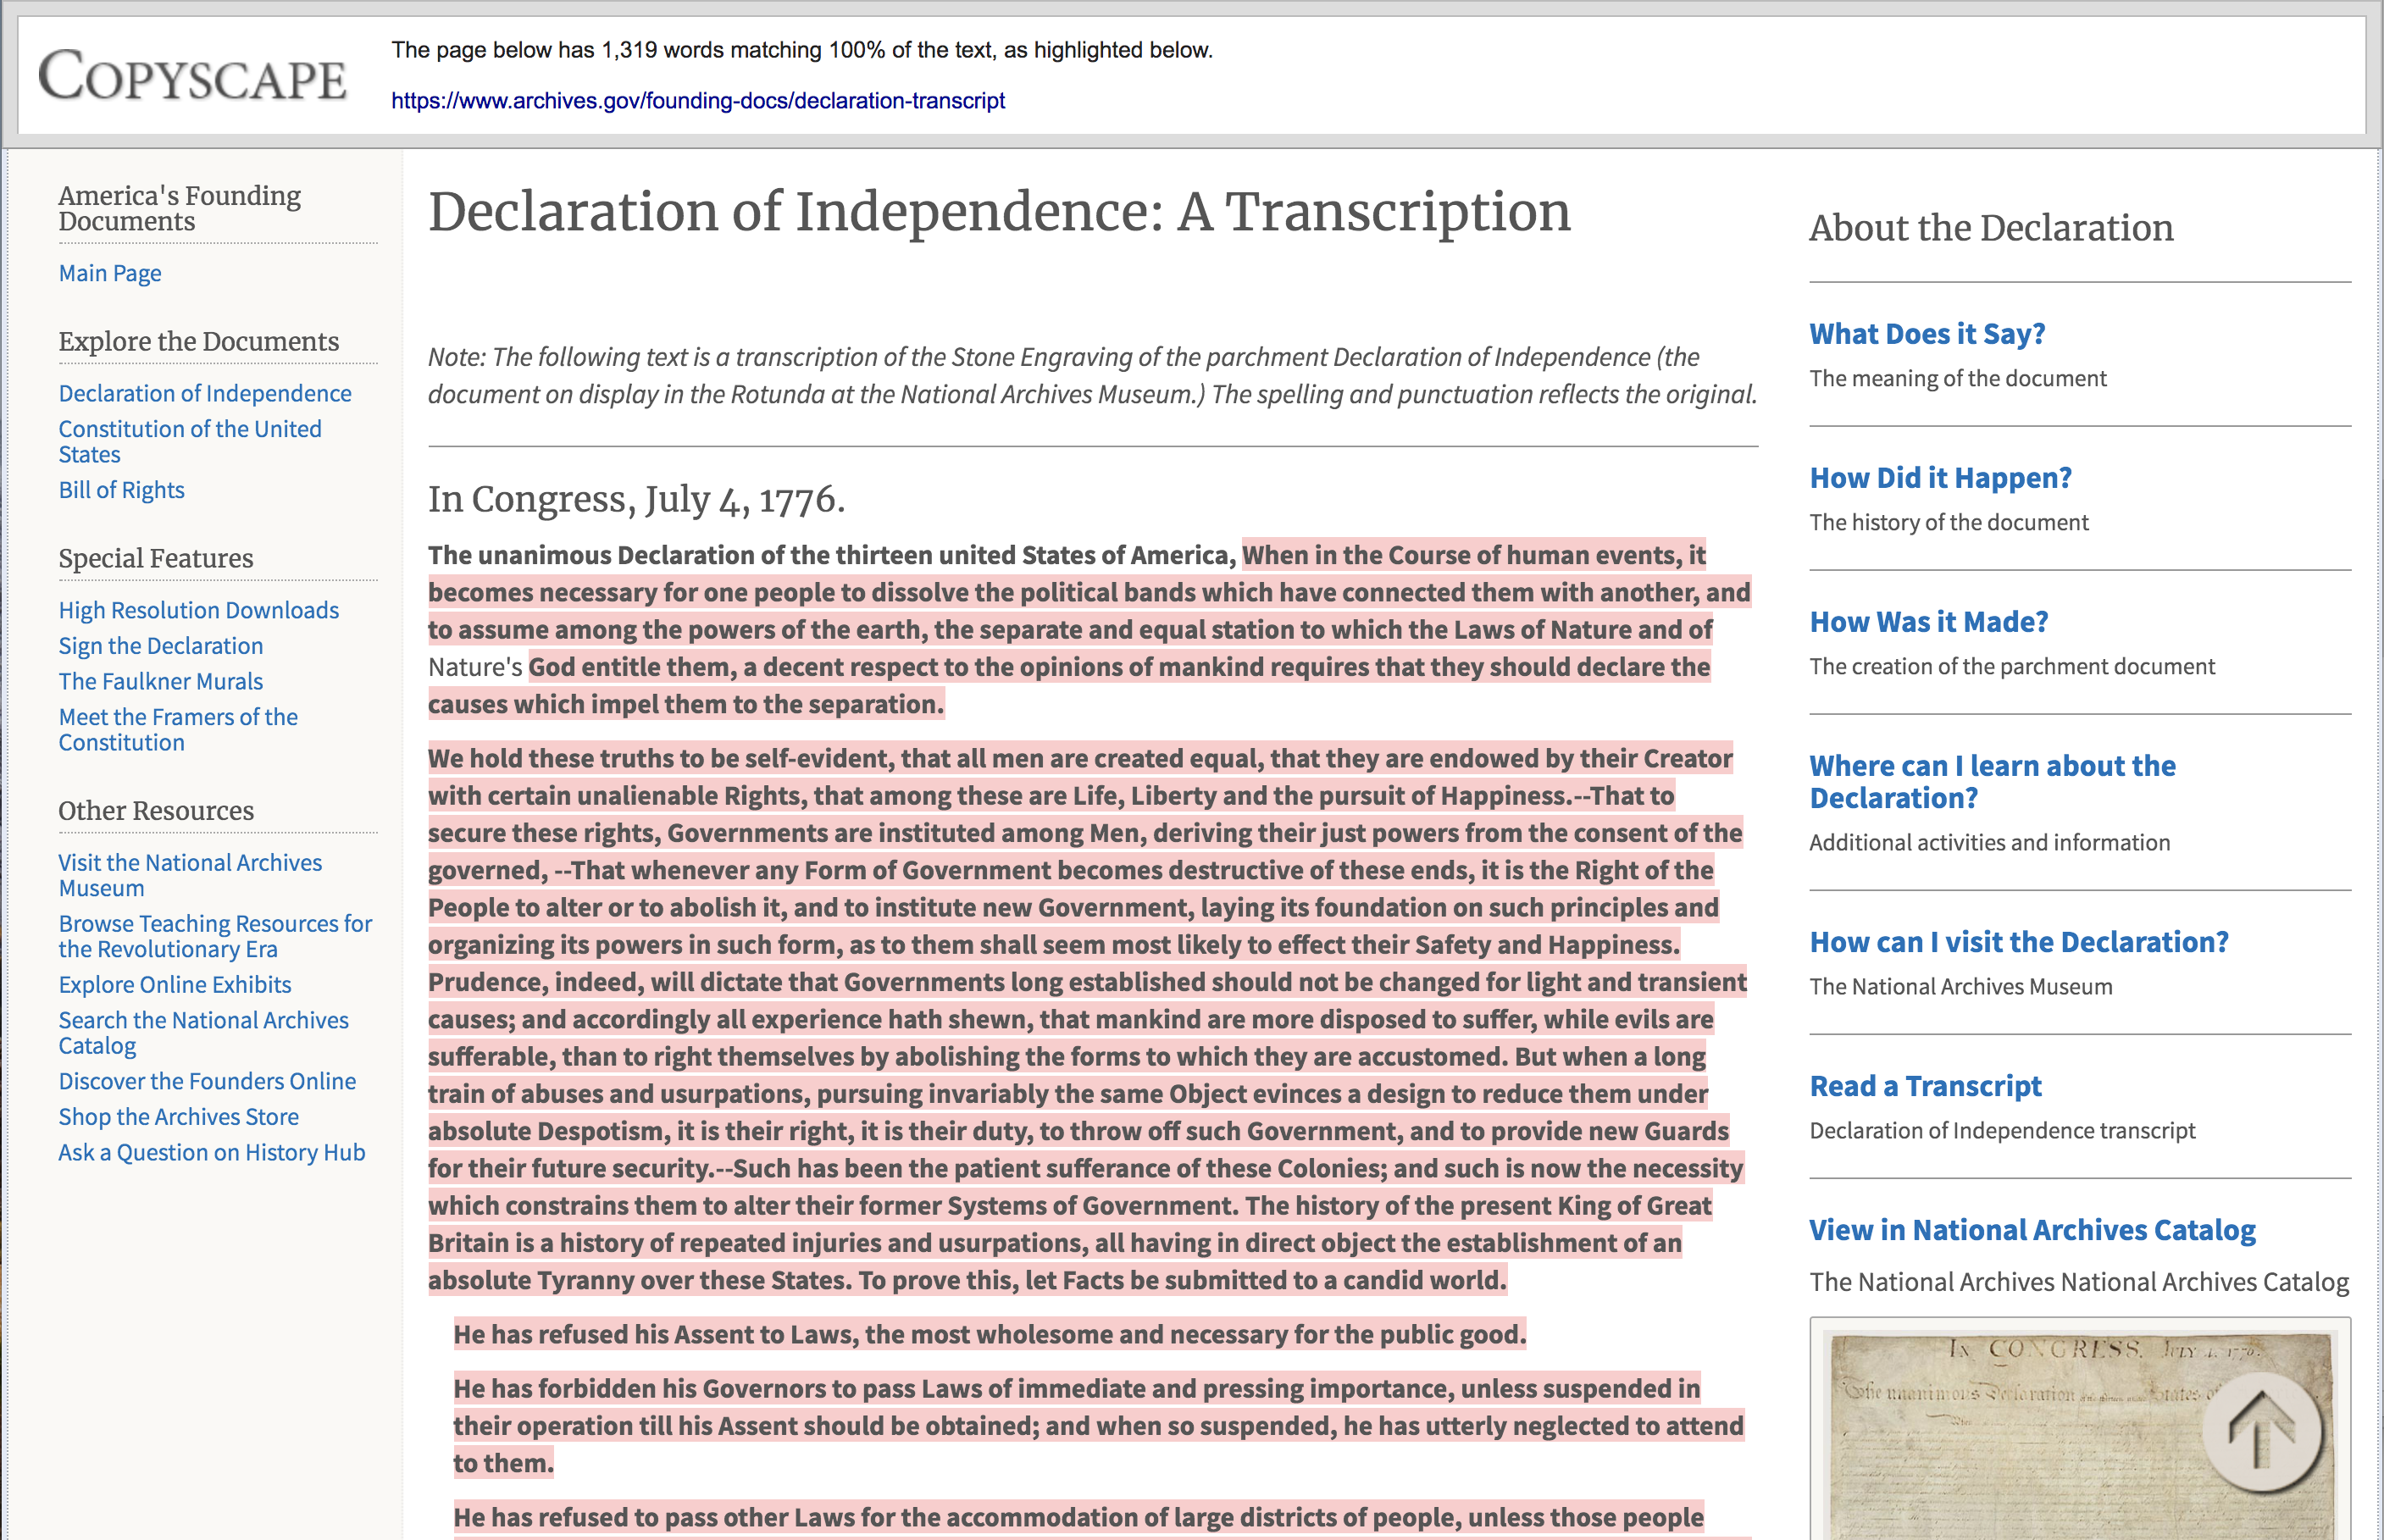 COPYSCAPE
The page below has 1,319 words matching 100% of the text, as highlighted below.
https://www.archives.gov/founding-docs/declaration-transcript
America's Founding
Documents
Main Page
Explore the Documents
Declaration of Independence
Constitution of the United
States
Bill of Rights
Special Features
High Resolution Downloads
Sign the Declaration
The Faulkner Murals
Meet the Framers of the
Constitution
Other Resources
Visit the National Archives
Museum
Browse Teaching Resources for
the Revolutionary Era
Explore Online Exhibits
Search the National Archives
Catalog
Discover the Founders Online
Shop the Archives Store
Ask a Question on History Hub
Declaration of Independence: A Transcription
Note: The following text is a transcription of the Stone Engraving of the parchment Declaration of Independence (the
document on display in the Rotunda at the National Archives Museum.) The spelling and punctuation reflects the original.
In Congress, July 4, 1776.
The unanimous Declaration of the thirteen united States of America, When in the Course of human events, it
becomes necessary for one people to dissolve the political bands which have connected them with another, and
to assume among the powers of the earth, the separate and equal station to which the Laws of Nature and of
Nature's God entitle them, a decent respect to the opinions of mankind requires that they should declare the
causes which impel them to the separation.
We hold these truths to be self-evident, that all men are created equal, that they are endowed by their Creator
with certain unalienable Rights, that among these are Life, Liberty and the pursuit of Happiness.--That to
secure these rights, Governments are instituted among Men, deriving their just powers from the consent of the
governed, --That whenever any Form of Government becomes destructive of these ends, it is the Right of the
People to alter or to abolish it, and to institute new Government, laying its foundation on such principles and
organizing its powers in such form, as to them shall seem most likely to effect their Safety and Happiness.
Prudence, indeed, will dictate that Governments long established should not be changed for light and transient
causes; and accordingly all experience hath shewn, that mankind are more disposed to suffer, while evils are
sufferable, than to right themselves by abolishing the forms to which they are accustomed. But when a long
train of abuses and usurpations, pursuing invariably the same Object evinces a design to reduce them under
absolute Despotism, it is their right, it is their duty, to throw off such Government, and to provide new Guards
for their future security.--Such has been the patient sufferance of these Colonies; and such is now the necessity
which constrains them to alter their former Systems of Government. The history of the present King of Great
Britain is a history of repeated injuries and usurpations, all having in direct object the establishment of an
absolute Tyranny over these States. To prove this, let Facts be submitted to a candid world.
He has refused his Assent to Laws, the most wholesome and necessary for the public good.
He has forbidden his Governors to pass Laws of immediate and pressing importance, unless suspended in
their operation till his Assent should be obtained; and when so suspended, he has utterly neglected to attend
to them.
He has refused to pass other Laws for the accommodation of large districts of people, unless those people
About the Declaration
What Does it Say?
The meaning of the document
How Did it Happen?
The history of the document
How Was it Made?
The creation of the parchment document
Where can I learn about the
Declaration?
Additional activities and information
How can I visit the Declaration?
The National Archives Museum
Read a Transcript
Declaration of Independence transcript
View in National Archives Catalog
The National Archives National Archives Catalog
IN CONGRESS. JULY 4, 1776.
The unanimous Declaration States of